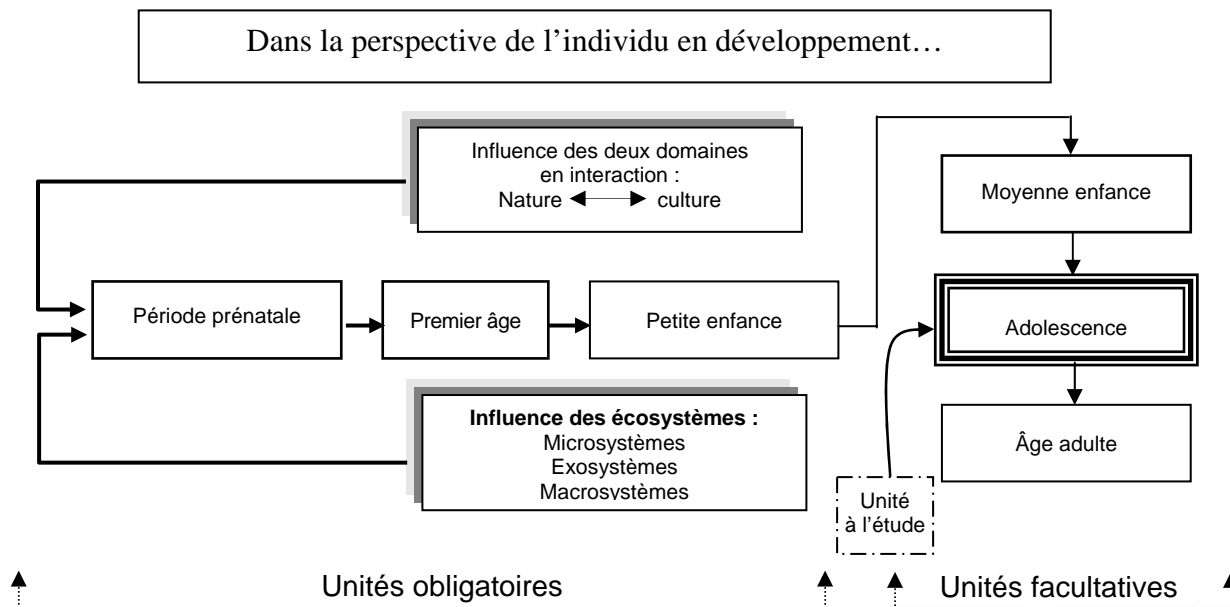 Dans la perspective de l’individu en développement…
Influence des deux domaines
en interaction :
Nature culture
Moyenne enfance
Période prénatale
Premier âge
Petite enfance
Adolescence
Influence des écosystèmes :
Microsystèmes
Exosystèmes
Macrosystèmes
Âge adulte
Unité
à l’étude
Unités obligatoires
Unités facultatives